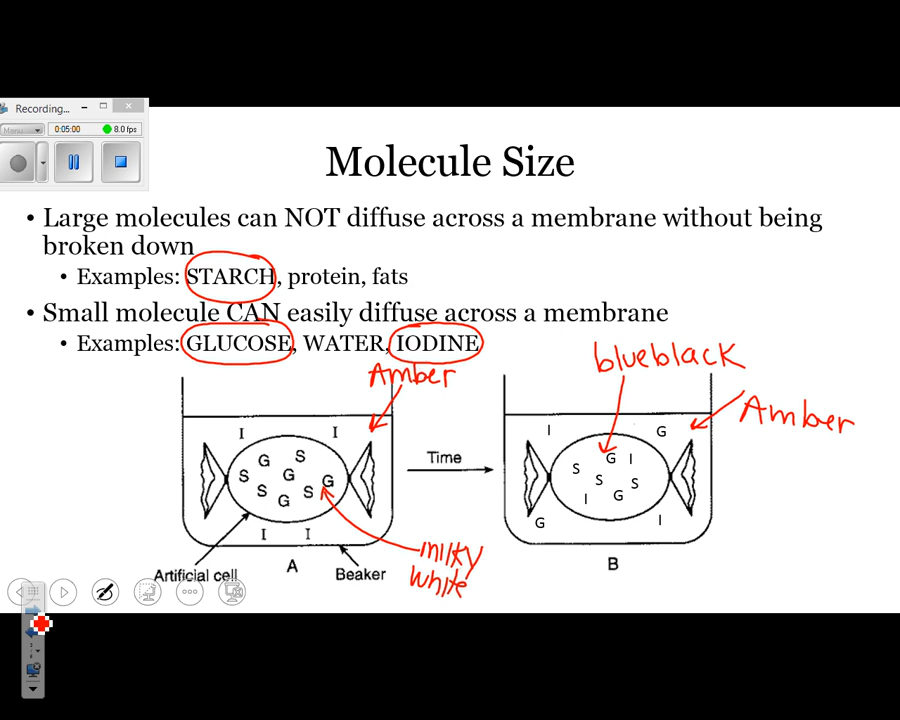 Recording...
Menu
0:05:00
8.0 fps
Molecule Size
• Large molecules can NOT diffuse across a membrane without being
broken down
• Examples: STARCH, protein, fats
• Small molecule CAN easily diffuse across a membrane
• Examples: GLUCOSE, WATER, IODINE
Amber
blueblack
Amber
I I
G S
S G G
S S
G
I I
Artificial cell
A
Beaker
milky
white
Time
I G
G I
S
S S
I G
G I
B